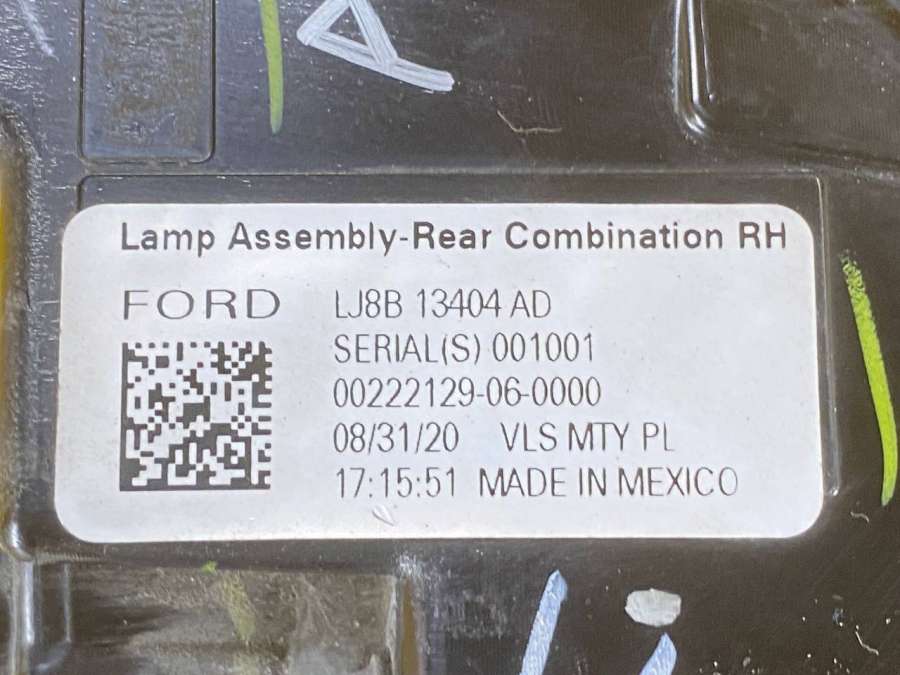 Lamp Assembly-Rear Combination RH
FORD LJ8B 13404 AD
SERIAL(S) 001001
00222129-06-0000
08/31/20 VLS MTY PL
17:15:51 MADE IN MEXICO